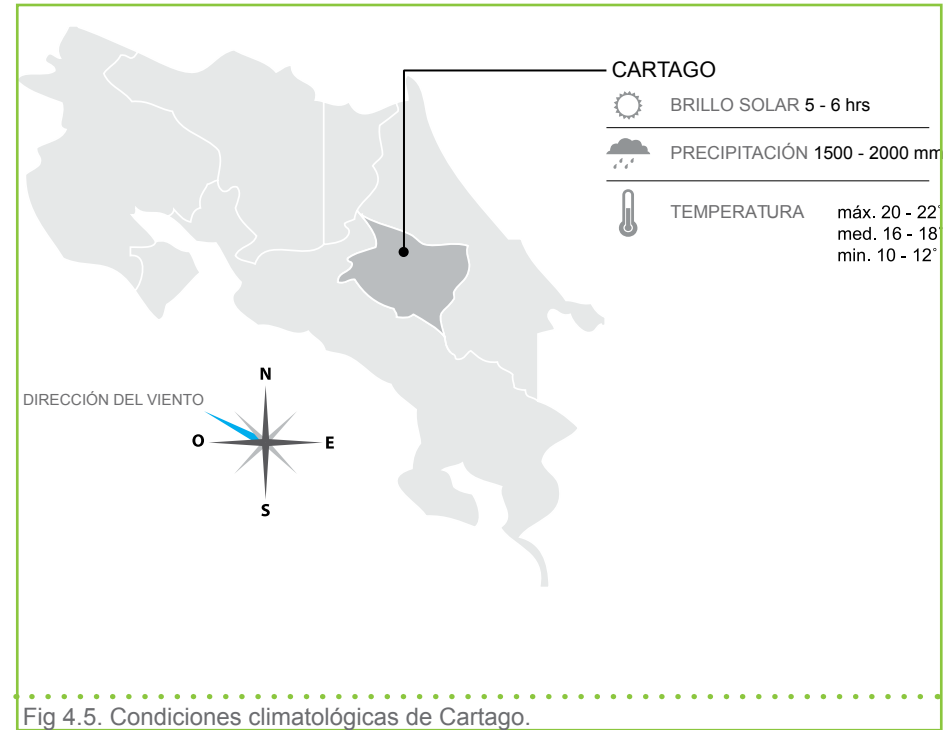 CARTAGO
BRILLO SOLAR 5 - 6 hrs
PRECIPITACIÓN 1500 - 2000 mm
TEMPERATURA máx. 20 - 22°
med. 16 - 18°
min. 10 - 12°
DIRECCIÓN DEL VIENTO
N
O E
S
Fig 4.5. Condiciones climatológicas de Cartago.